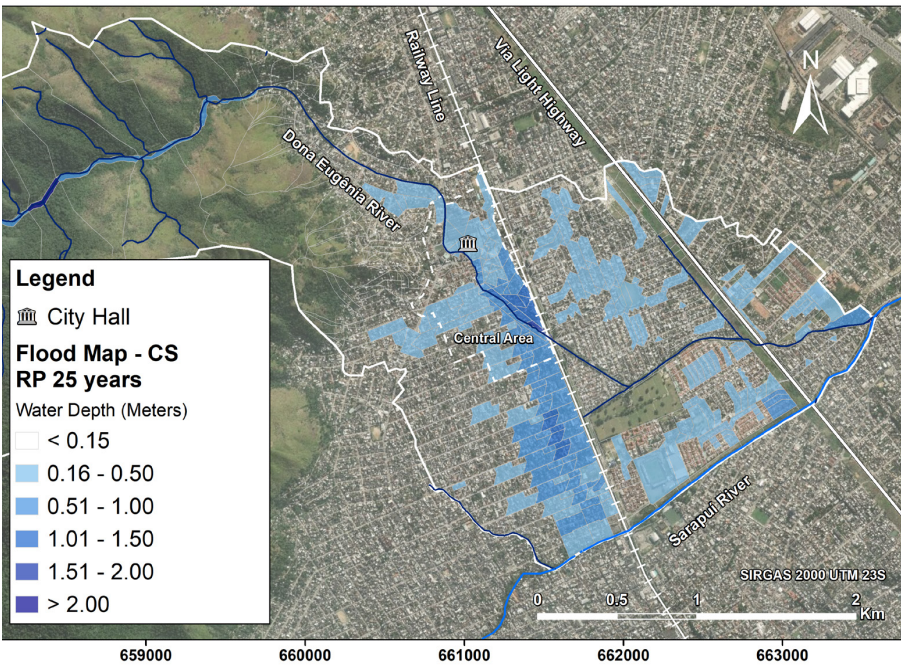 Railway Line
Via Light Highway
N
Dona Eugênia River
Legend
City Hall
Flood Map - CS
RP 25 years
Water Depth (Meters)
< 0.15
0.16 - 0.50
0.51 - 1.00
1.01 - 1.50
1.51 - 2.00
> 2.00
Central Area
Sarapui River
SIRGAS 2000 UTM 23S
0 0.5 1 2
Km
659000 660000 661000 662000 663000